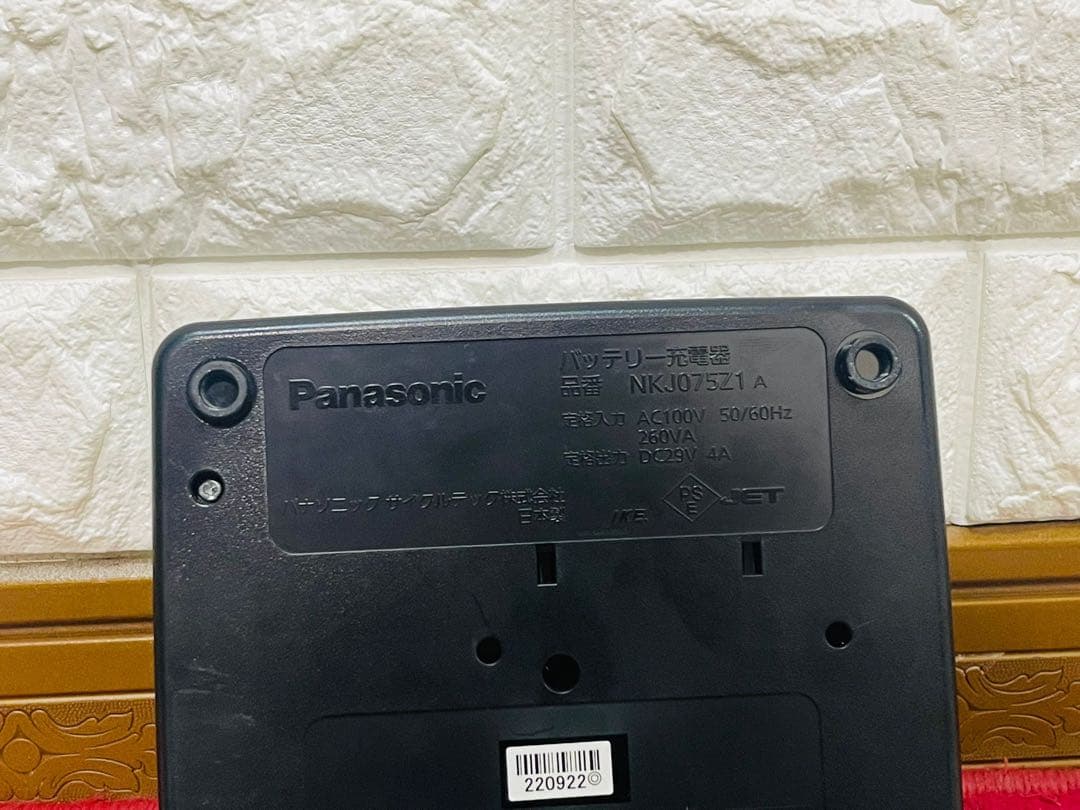 Panasonic
バッテリー充電器
品番 NKJ075Z1 A
定格入力 AC100V 50/60Hz
260VA
定格出力 DC29V 4A
パナソニック サイクルテック株式会社
日本製
PS
E
JET
220922